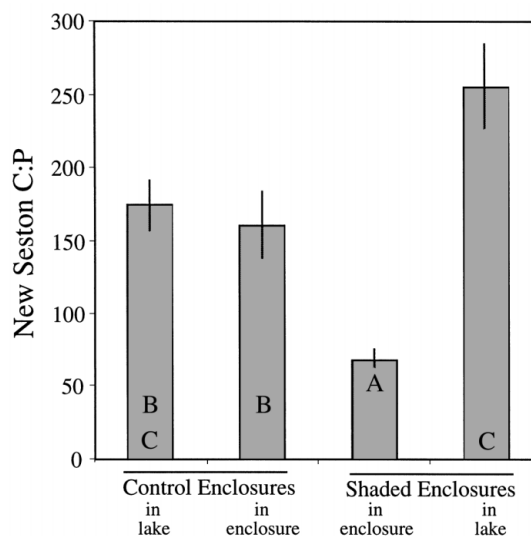 300
250
200
150
100
50
0
New Seston C:P
B
C
B
A
C
Control Enclosures
Shaded Enclosures
in
lake
in
enclosure
in
enclosure
in
lake